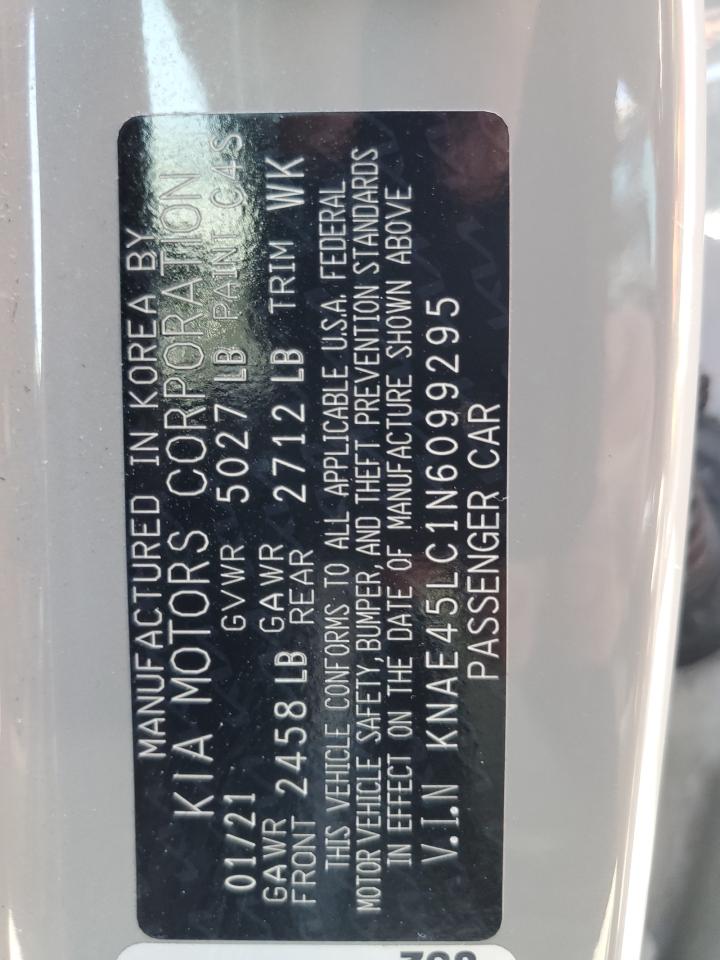 MANUFACTURED IN KOREA BY
KIA MOTORS CORPORATION
01/21 GVWR 5027 LB PAINT C4S
GAWR FRONT 2458 LB GAWR REAR 2712 LB TRIM WK
THIS VEHICLE CONFORMS TO ALL APPLICABLE U.S.A. FEDERAL
MOTOR VEHICLE SAFETY, BUMPER, AND THEFT PREVENTION STANDARDS
IN EFFECT ON THE DATE OF MANUFACTURE SHOWN ABOVE
V.I.N KNAE45LC1N6099295
PASSENGER CAR